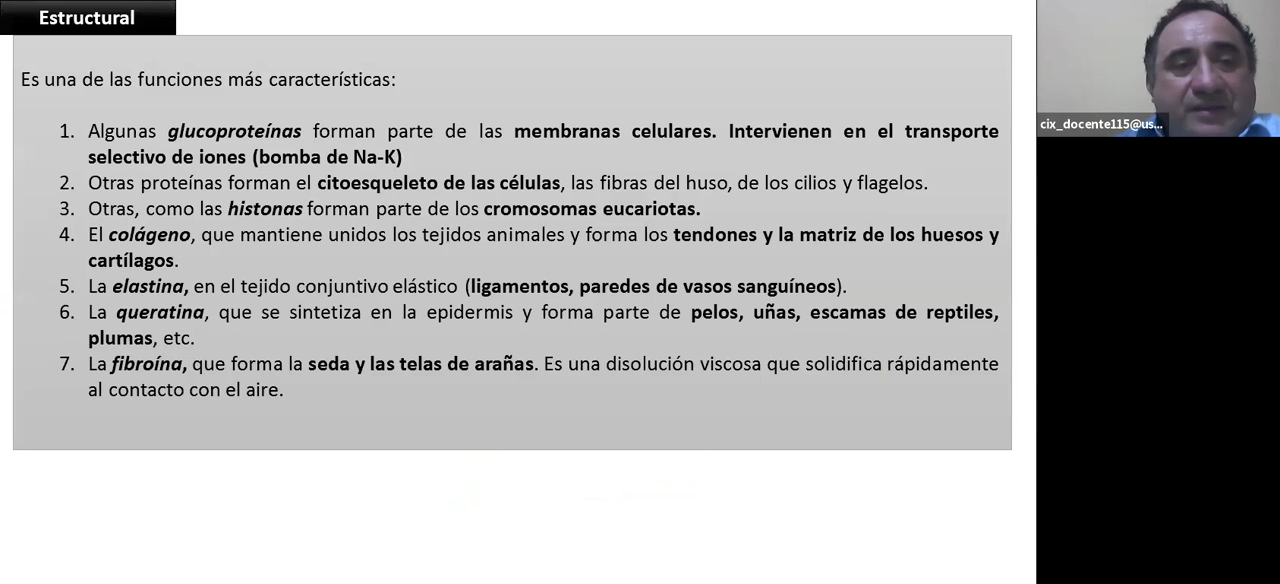 Estructural
Es una de las funciones más características:
1. Algunas glucoproteínas forman parte de las membranas celulares. Intervienen en el transporte
selectivo de iones (bomba de Na-K)
2. Otras proteínas forman el citoesqueleto de las células, las fibras del huso, de los cilios y flagelos.
3. Otras, como las histonas forman parte de los cromosomas eucariotas.
4. El colágeno, que mantiene unidos los tejidos animales y forma los tendones y la matriz de los huesos y
cartílagos.
5. La elastina, en el tejido conjuntivo elástico (ligamentos, paredes de vasos sanguíneos).
6. La queratina, que se sintetiza en la epidermis y forma parte de pelos, uñas, escamas de reptiles,
plumas, etc.
7. La fibroína, que forma la seda y las telas de arañas. Es una disolución viscosa que solidifica rápidamente
al contacto con el aire.
cix_docente115@us...